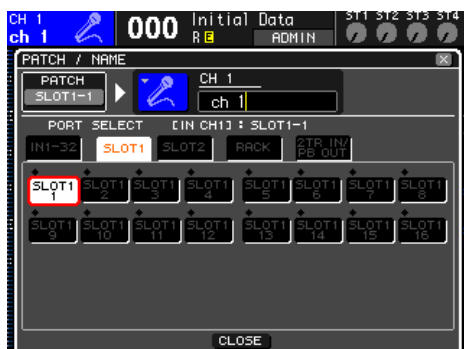 CH 1
ch 1
000
Initial Data
R E
ADMIN
ST1 ST2 ST3 ST4
PATCH / NAME
PATCH
SLOT1-1
CH 1
ch 1
PORT SELECT [IN CH1] : SLOT1-1
IN1-32
SLOT1
SLOT2
RACK
2TR IN/
PB OUT
SLOT1 SLOT1 SLOT1 SLOT1 SLOT1 SLOT1 SLOT1 SLOT1
1 2 3 4 5 6 7 8
SLOT1 SLOT1 SLOT1 SLOT1 SLOT1 SLOT1 SLOT1 SLOT1
9 10 11 12 13 14 15 16
CLOSE